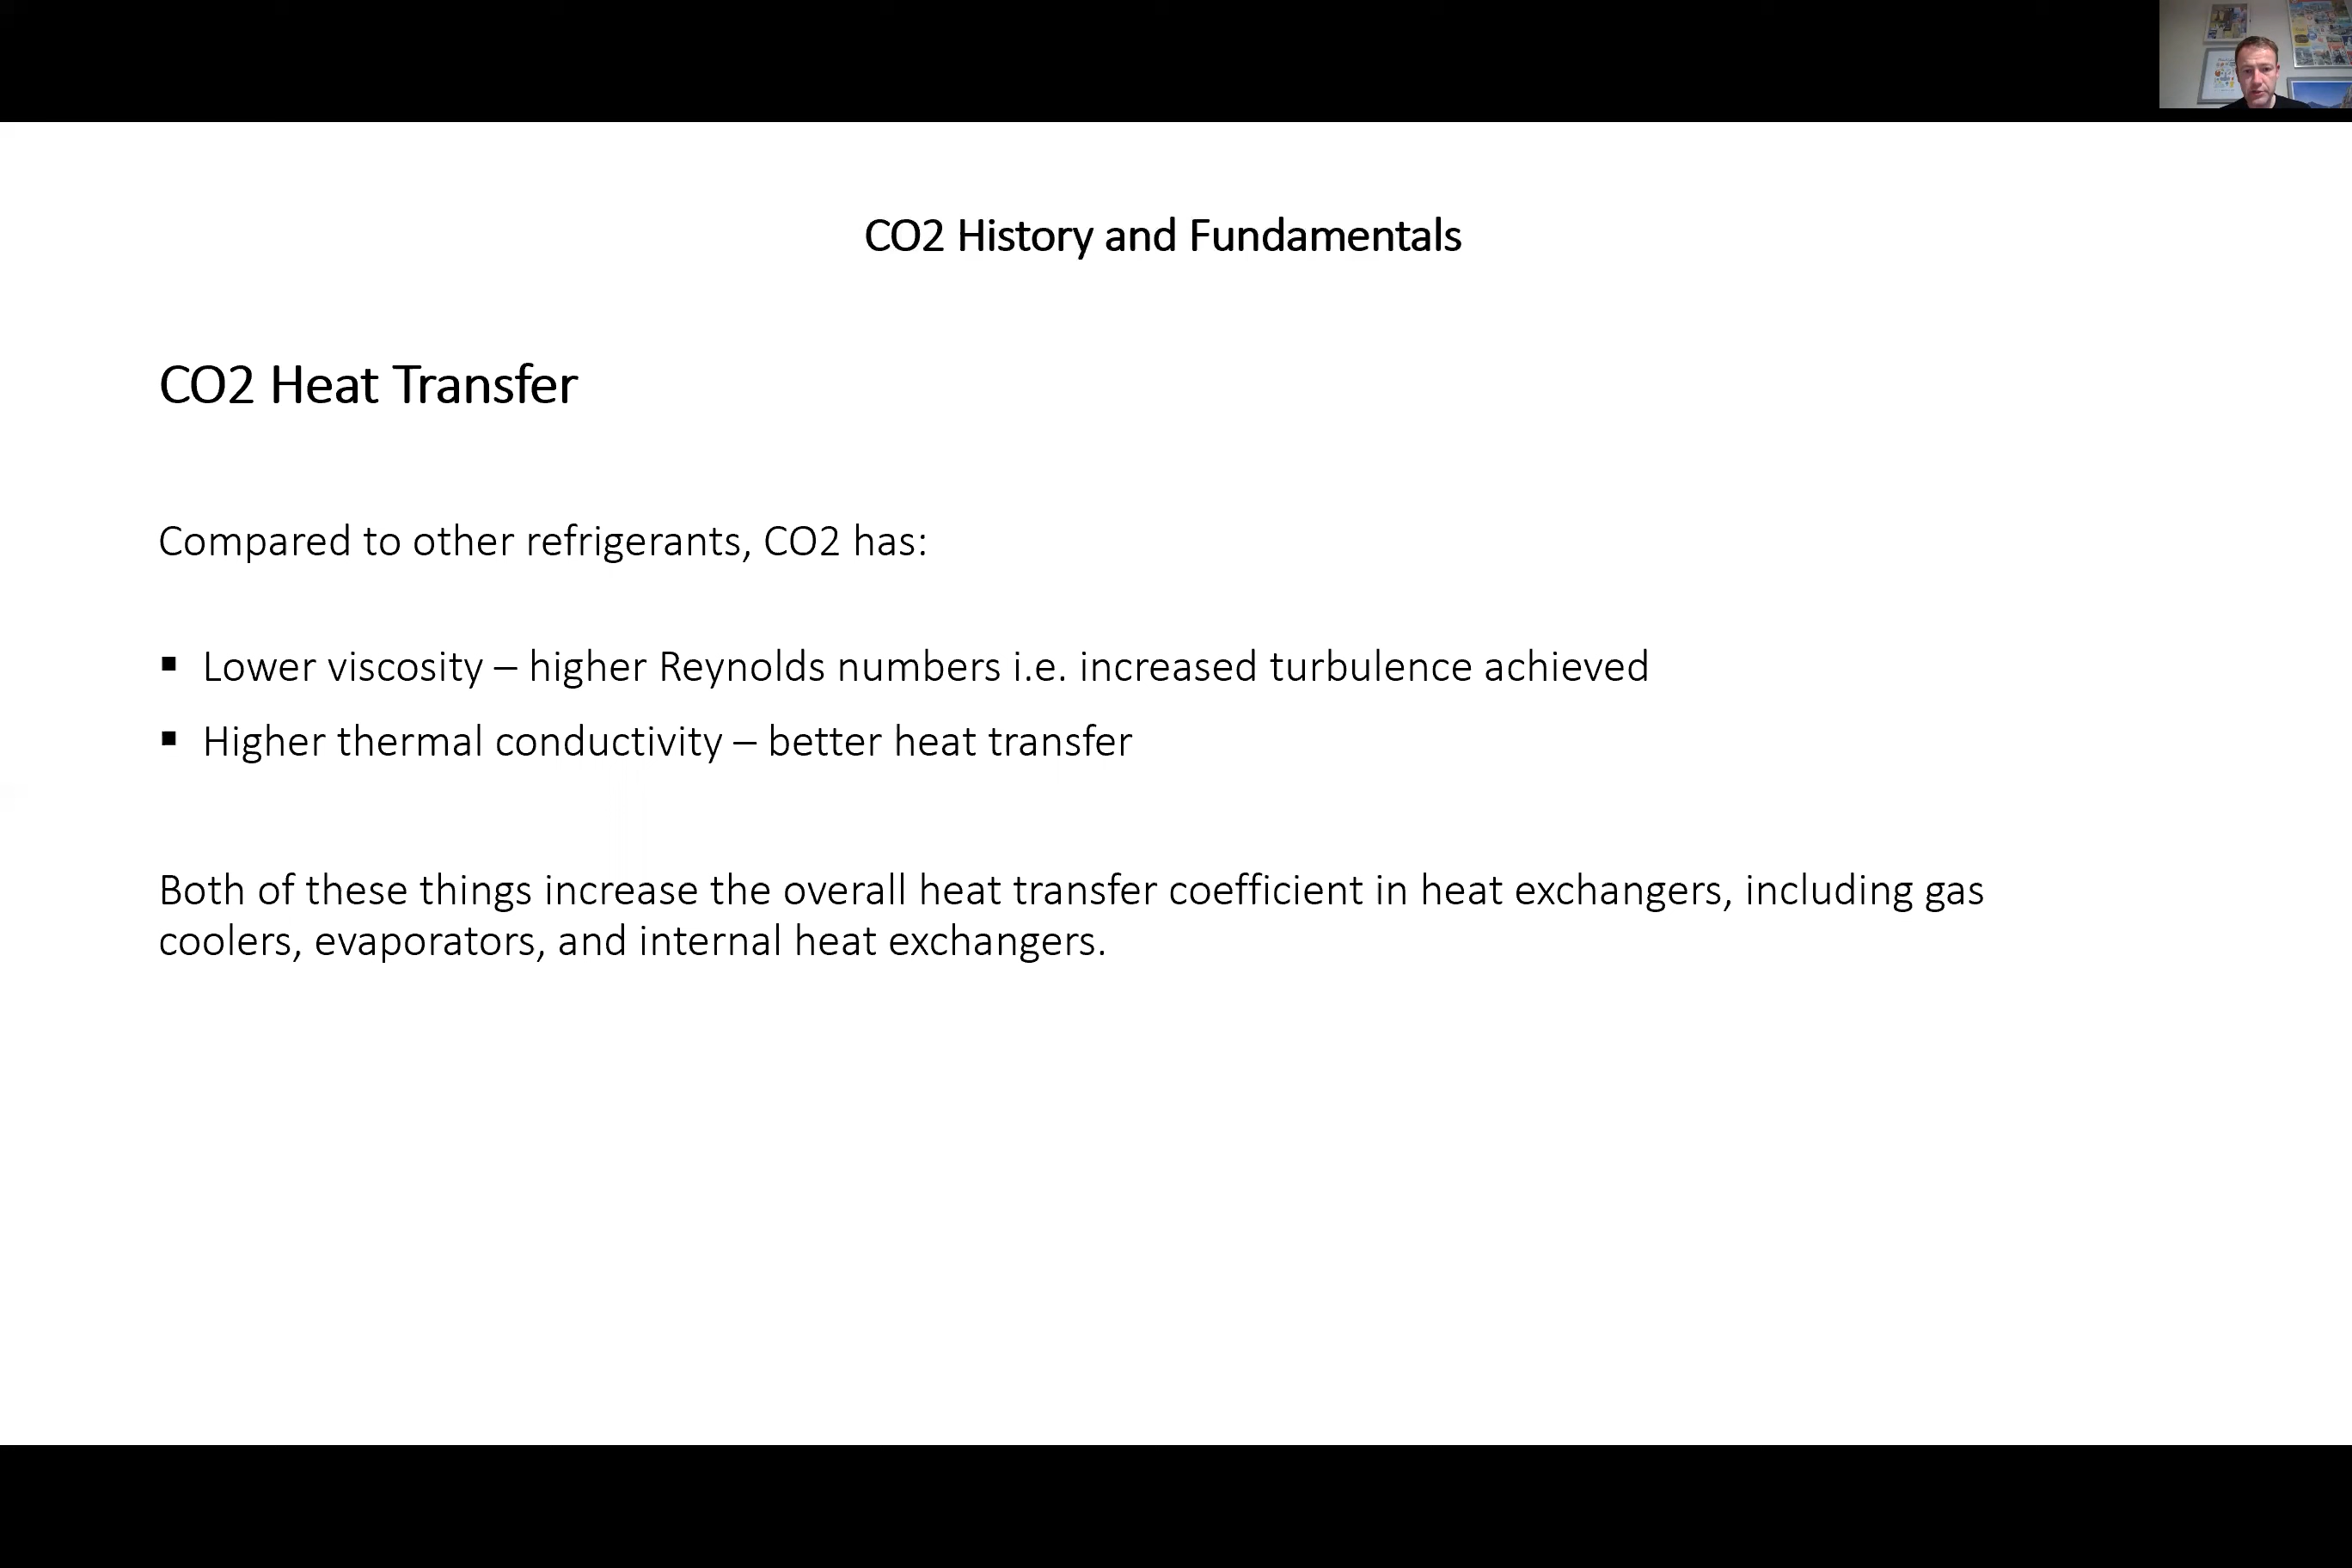 CO2 History and Fundamentals
CO2 Heat Transfer
Compared to other refrigerants, CO2 has:
▪ Lower viscosity – higher Reynolds numbers i.e. increased turbulence achieved
▪ Higher thermal conductivity – better heat transfer
Both of these things increase the overall heat transfer coefficient in heat exchangers, including gas
coolers, evaporators, and internal heat exchangers.